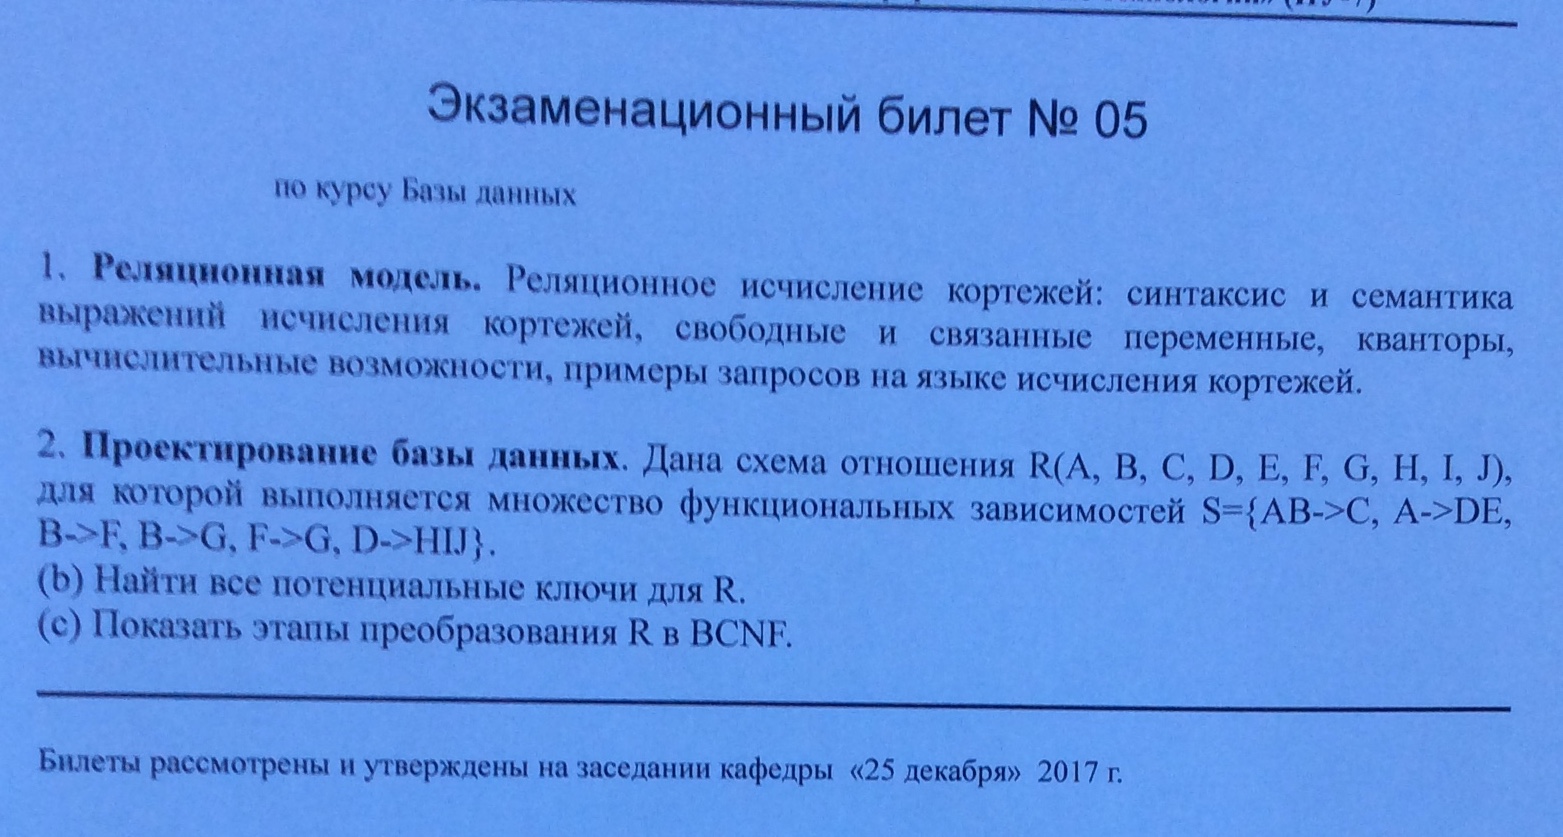 Экзаменационный билет № 05
по курсу Базы данных
1. Реляционная модель. Реляционное исчисление кортежей: синтаксис и семантика
выражений исчисления кортежей, свободные и связанные переменные, кванторы,
вычислительные возможности, примеры запросов на языке исчисления кортежей.
2. Проектирование базы данных. Дана схема отношения R(A, B, C, D, E, F, G, H, I, J),
для которой выполняется множество функциональных зависимостей S={AB->C, A->DE,
B->F, B->G, F->G, D->HIJ}.
(b) Найти все потенциальные ключи для R.
(c) Показать этапы преобразования R в BCNF.
Билеты рассмотрены и утверждены на заседании кафедры «25 декабря» 2017 г.